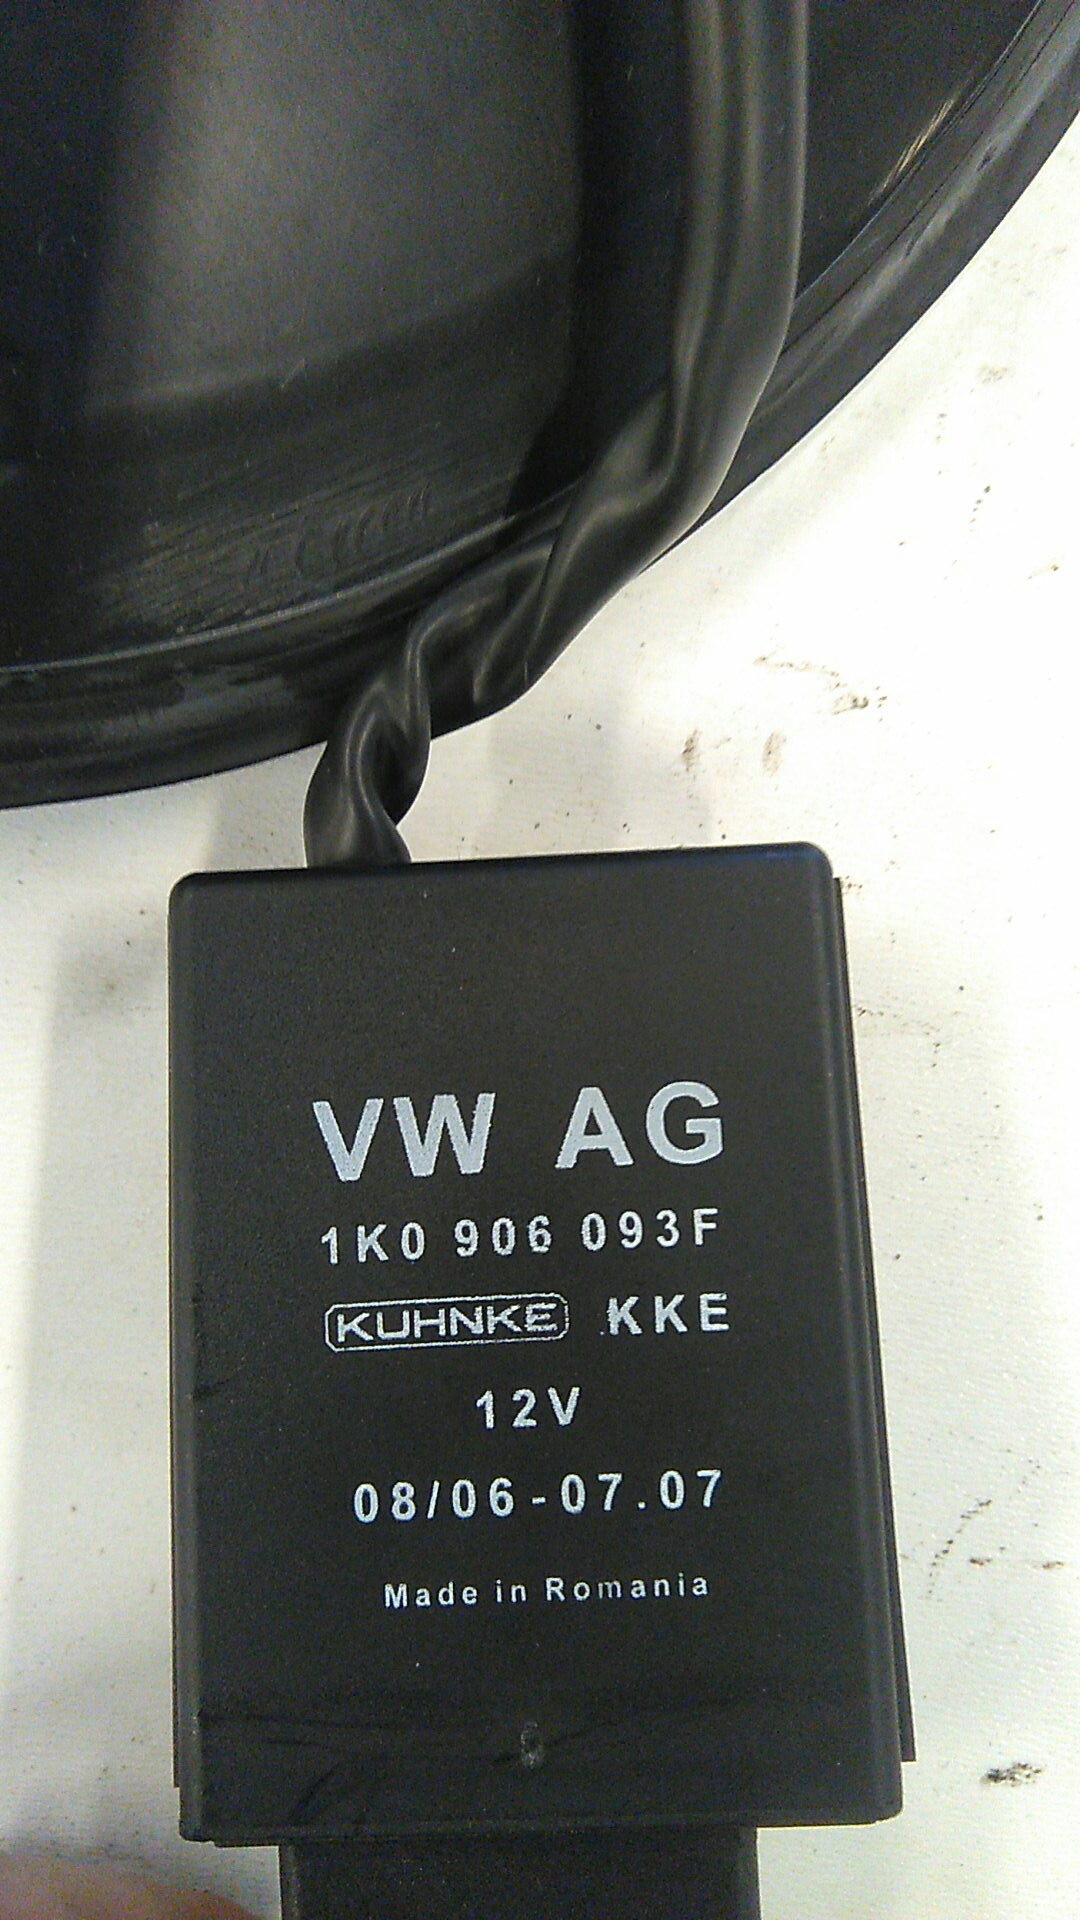 VW AG
1K0 906 093F
KUHNKE KKE
12V
08/06-07.07
Made in Romania